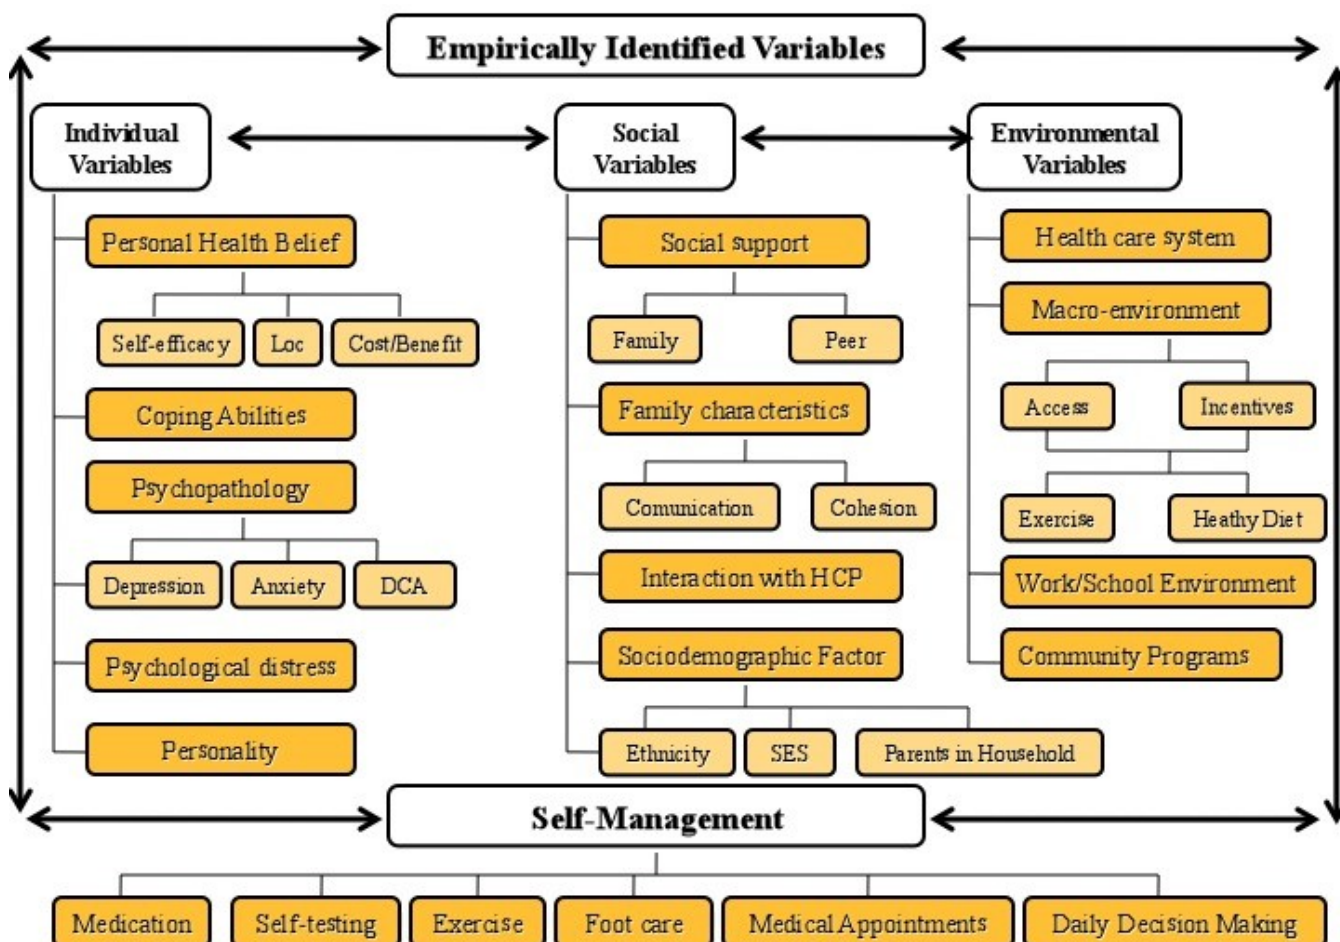 Empirically Identified Variables
Individual
Variables
Social
Variables
Environmental
Variables
Personal Health Belief
Self-efficacy
Loc
Cost/Benefit
Coping Abilities
Psychopathology
Depression
Anxiety
DCA
Psychological distress
Personality
Social support
Family
Peer
Family characteristics
Comunication
Cohesion
Interaction with HCP
Sociodemographic Factor
Ethnicity
SES
Parents in Household
Health care system
Macro-environment
Access
Incentives
Exercise
Heathy Diet
Work/School Environment
Community Programs
Self-Management
Medication
Self-testing
Exercise
Foot care
Medical Appointments
Daily Decision Making